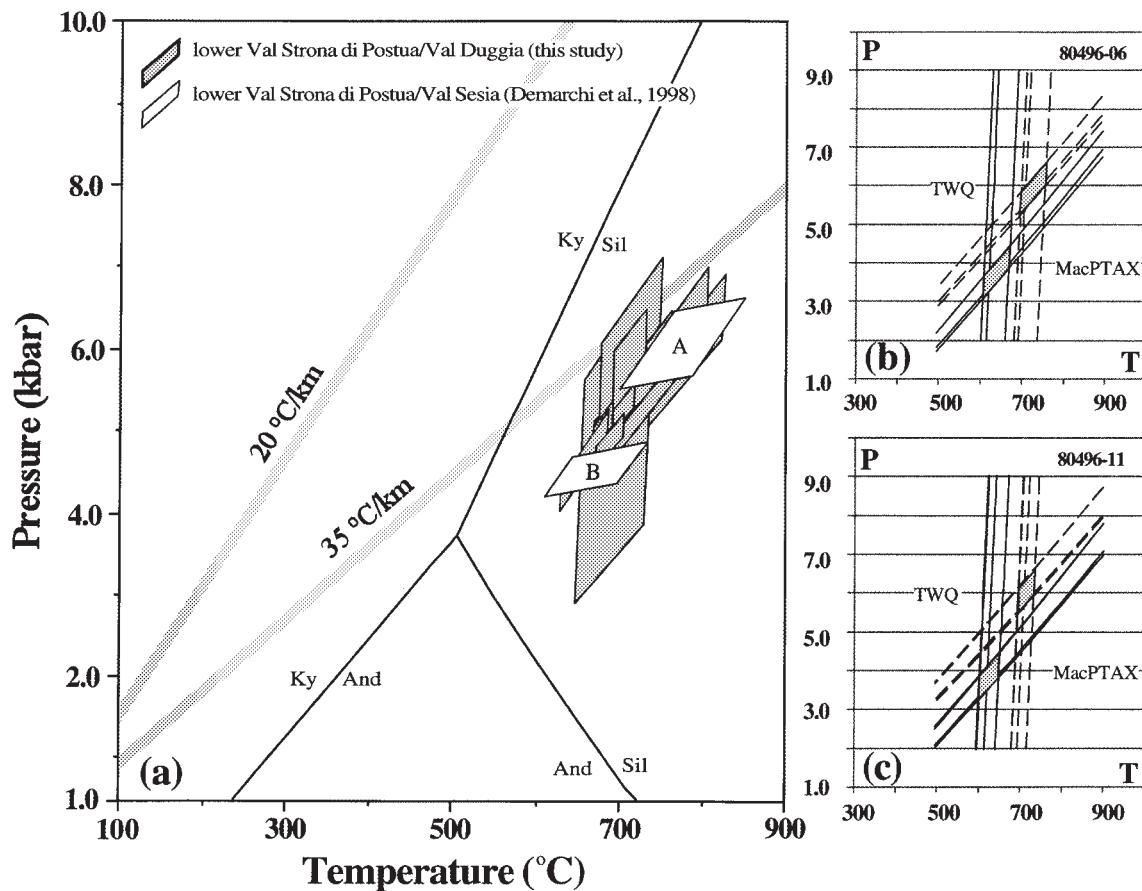 10.0
8.0
6.0
4.0
2.0
1.0
Pressure (kbar)
lower Val Strona di Postua/Val Duggia (this study)
lower Val Strona di Postua/Val Sesia (Demarchi et al., 1998)
20 °C/km
35 °C/km
Ky
Sil
A
B
Ky
And
And
Sil
(a)
100
300
500
700
900
Temperature (°C)
P
80496-06
9.0
7.0
5.0
3.0
1.0
TWQ
MacPTAX
(b)
T
300
500
700
900
P
80496-11
9.0
7.0
5.0
3.0
1.0
TWQ
MacPTAX
(c)
T
300
500
700
900